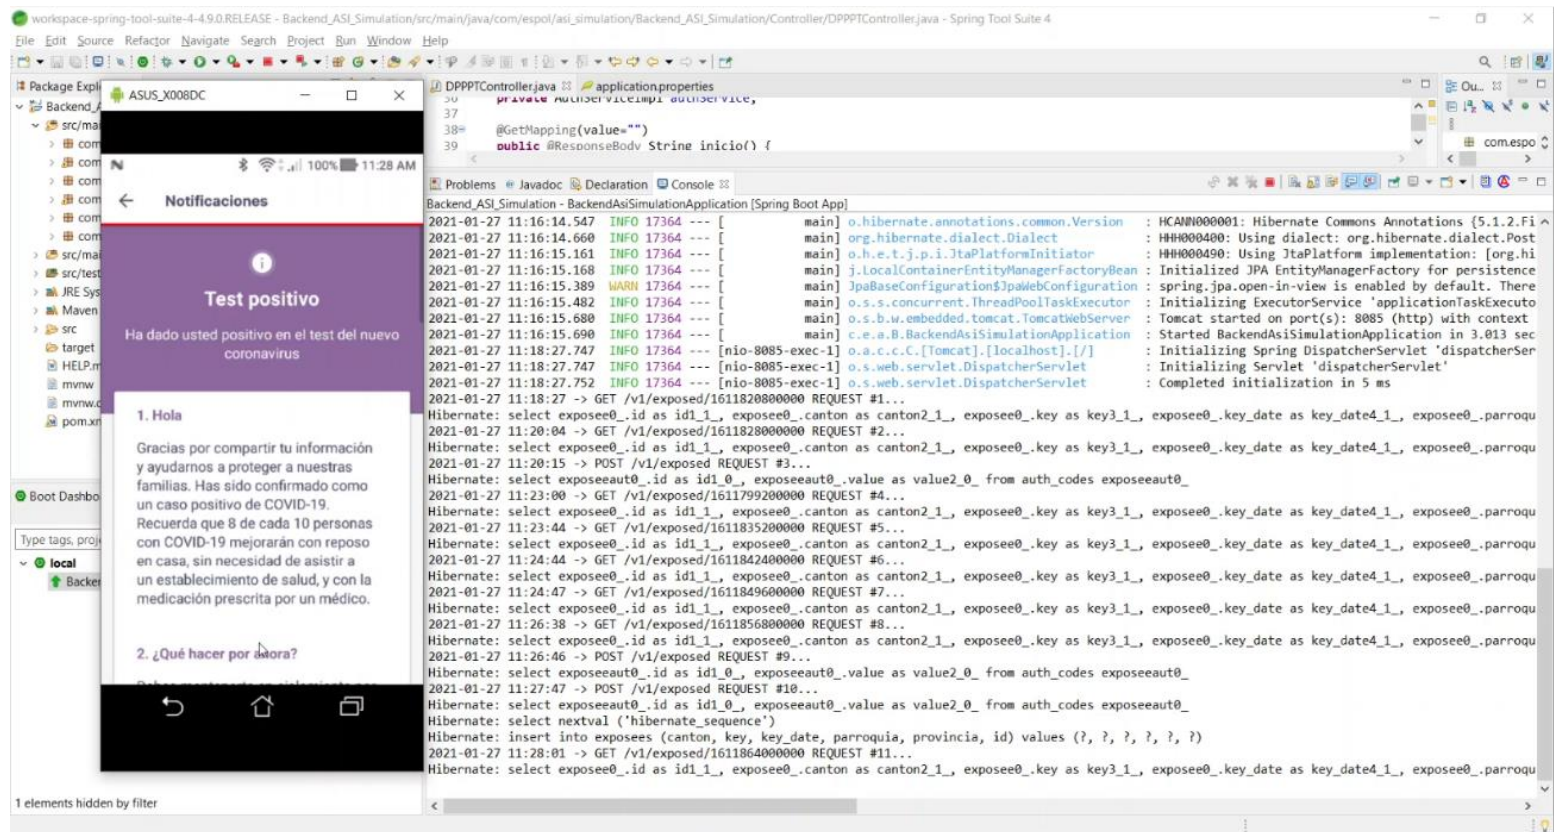 workspace-spring-tool-suite-4-4.9.0.RELEASE - Backend_ASI_Simulation/src/main/java/com/espol/asi_simulation/Backend_ASI_Simulation/Controller/DPPPTController.java - Spring Tool Suite 4
File Edit Source Refactor Navigate Search Project Run Window Help
Package Expl
Backend_A
src/mai
com
com
com
com
com
com
src/mai
src/test
JRE Sys
Maven
src
target
HELP.m
mvnw
mvnw.c
pom.xm
Boot Dashbo
Type tags, proje
local
Backen
1 elements hidden by filter
ASUS_X008DC
100% 11:28 AM
Notificaciones
Test positivo
Ha dado usted positivo en el test del nuevo
coronavirus
1. Hola
Gracias por compartir tu información
y ayudarnos a proteger a nuestras
familias. Has sido confirmado como
un caso positivo de COVID-19.
Recuerda que 8 de cada 10 personas
con COVID-19 mejorarán con reposo
en casa, sin necesidad de asistir a
un establecimiento de salud, y con la
medicación prescrita por un médico.
2. ¿Qué hacer por ahora?
DPPPTController.java application.properties
36 private AuthServiceImpl authService;
37
38 @GetMapping(value="")
39 public @ResponseBody String inicio() {
Ou...
com.espo
Problems Javadoc Declaration Console
Backend_ASI_Simulation - BackendAsiSimulationApplication [Spring Boot App]
2021-01-27 11:16:14.547 INFO 17364 --- [ main] o.hibernate.annotations.common.Version : HCANN000001: Hibernate Commons Annotations {5.1.2.Fi
2021-01-27 11:16:14.660 INFO 17364 --- [ main] org.hibernate.dialect.Dialect : HHH000400: Using dialect: org.hibernate.dialect.Post
2021-01-27 11:16:15.161 INFO 17364 --- [ main] o.h.e.t.j.p.i.JtaPlatformInitiator : HHH000490: Using JtaPlatform implementation: [org.hi
2021-01-27 11:16:15.168 INFO 17364 --- [ main] j.LocalContainerEntityManagerFactoryBean : Initialized JPA EntityManagerFactory for persistence
2021-01-27 11:16:15.389 WARN 17364 --- [ main] JpaBaseConfiguration$JpaWebConfiguration : spring.jpa.open-in-view is enabled by default. There
2021-01-27 11:16:15.482 INFO 17364 --- [ main] o.s.s.concurrent.ThreadPoolTaskExecutor : Initializing ExecutorService 'applicationTaskExecuto
2021-01-27 11:16:15.680 INFO 17364 --- [ main] o.s.b.w.embedded.tomcat.TomcatWebServer : Tomcat started on port(s): 8085 (http) with context
2021-01-27 11:16:15.690 INFO 17364 --- [ main] c.e.a.B.BackendAsiSimulationApplication : Started BackendAsiSimulationApplication in 3.013 sec
2021-01-27 11:18:27.747 INFO 17364 --- [nio-8085-exec-1] o.a.c.c.C.[Tomcat].[localhost].[/] : Initializing Spring DispatcherServlet 'dispatcherSer
2021-01-27 11:18:27.747 INFO 17364 --- [nio-8085-exec-1] o.s.web.servlet.DispatcherServlet : Initializing Servlet 'dispatcherServlet'
2021-01-27 11:18:27.752 INFO 17364 --- [nio-8085-exec-1] o.s.web.servlet.DispatcherServlet : Completed initialization in 5 ms
2021-01-27 11:18:27 -> GET /v1/exposed/1611820800000 REQUEST #1...
Hibernate: select exposee0_.id as id1_1_, exposee0_.canton as canton2_1_, exposee0_.key as key3_1_, exposee0_.key_date as key_date4_1_, exposee0_.parroqu
2021-01-27 11:20:04 -> GET /v1/exposed/1611828000000 REQUEST #2...
Hibernate: select exposee0_.id as id1_1_, exposee0_.canton as canton2_1_, exposee0_.key as key3_1_, exposee0_.key_date as key_date4_1_, exposee0_.parroqu
2021-01-27 11:20:15 -> POST /v1/exposed REQUEST #3...
Hibernate: select exposeeaut0_.id as id1_0_, exposeeaut0_.value as value2_0_ from auth_codes exposeeaut0_
2021-01-27 11:23:00 -> GET /v1/exposed/1611799200000 REQUEST #4...
Hibernate: select exposee0_.id as id1_1_, exposee0_.canton as canton2_1_, exposee0_.key as key3_1_, exposee0_.key_date as key_date4_1_, exposee0_.parroqu
2021-01-27 11:23:44 -> GET /v1/exposed/1611835200000 REQUEST #5...
Hibernate: select exposee0_.id as id1_1_, exposee0_.canton as canton2_1_, exposee0_.key as key3_1_, exposee0_.key_date as key_date4_1_, exposee0_.parroqu
2021-01-27 11:24:44 -> GET /v1/exposed/1611842400000 REQUEST #6...
Hibernate: select exposee0_.id as id1_1_, exposee0_.canton as canton2_1_, exposee0_.key as key3_1_, exposee0_.key_date as key_date4_1_, exposee0_.parroqu
2021-01-27 11:24:47 -> GET /v1/exposed/1611849600000 REQUEST #7...
Hibernate: select exposee0_.id as id1_1_, exposee0_.canton as canton2_1_, exposee0_.key as key3_1_, exposee0_.key_date as key_date4_1_, exposee0_.parroqu
2021-01-27 11:26:38 -> GET /v1/exposed/1611856800000 REQUEST #8...
Hibernate: select exposee0_.id as id1_1_, exposee0_.canton as canton2_1_, exposee0_.key as key3_1_, exposee0_.key_date as key_date4_1_, exposee0_.parroqu
2021-01-27 11:26:46 -> POST /v1/exposed REQUEST #9...
Hibernate: select exposeeaut0_.id as id1_0_, exposeeaut0_.value as value2_0_ from auth_codes exposeeaut0_
2021-01-27 11:27:47 -> POST /v1/exposed REQUEST #10...
Hibernate: select exposeeaut0_.id as id1_0_, exposeeaut0_.value as value2_0_ from auth_codes exposeeaut0_
Hibernate: select nextval ('hibernate_sequence')
Hibernate: insert into exposees (canton, key, key_date, parroquia, provincia, id) values (?, ?, ?, ?, ?, ?)
2021-01-27 11:28:01 -> GET /v1/exposed/1611864000000 REQUEST #11...
Hibernate: select exposee0_.id as id1_1_, exposee0_.canton as canton2_1_, exposee0_.key as key3_1_, exposee0_.key_date as key_date4_1_, exposee0_.parroqu